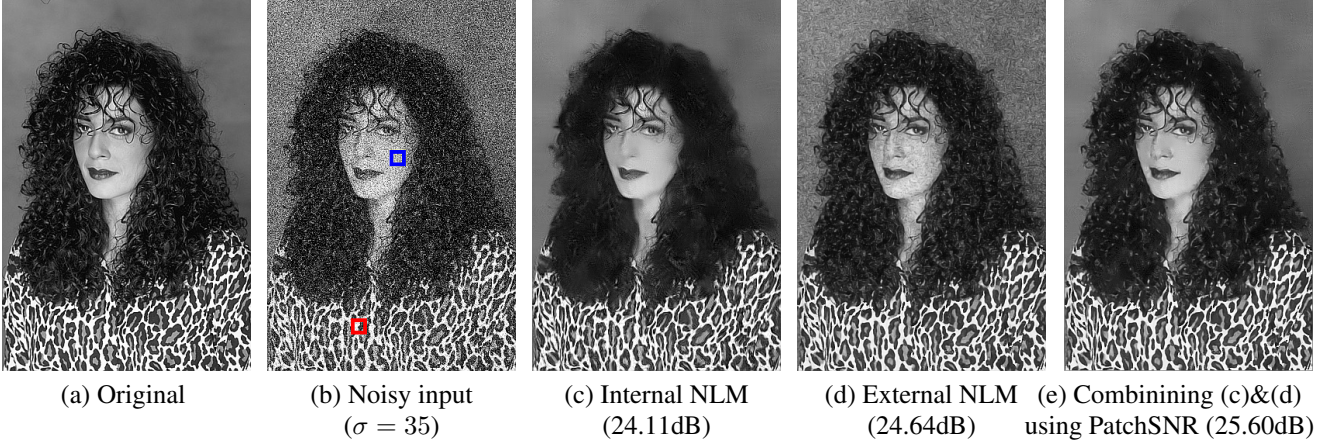 (a) Original
(b) Noisy input
(σ = 35)
(c) Internal NLM
(24.11dB)
(d) External NLM
(24.64dB)
(e) Combinining (c)&(d)
using PatchSNR (25.60dB)